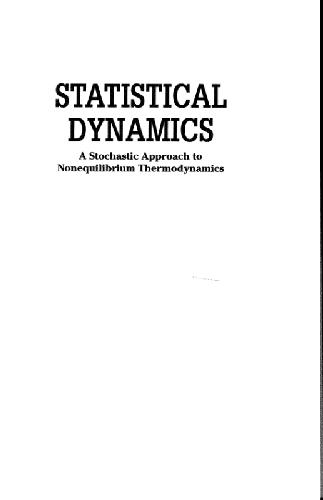 STATISTICAL
DYNAMICS
A Stochastic Approach to
Nonequilibrium Thermodynamics